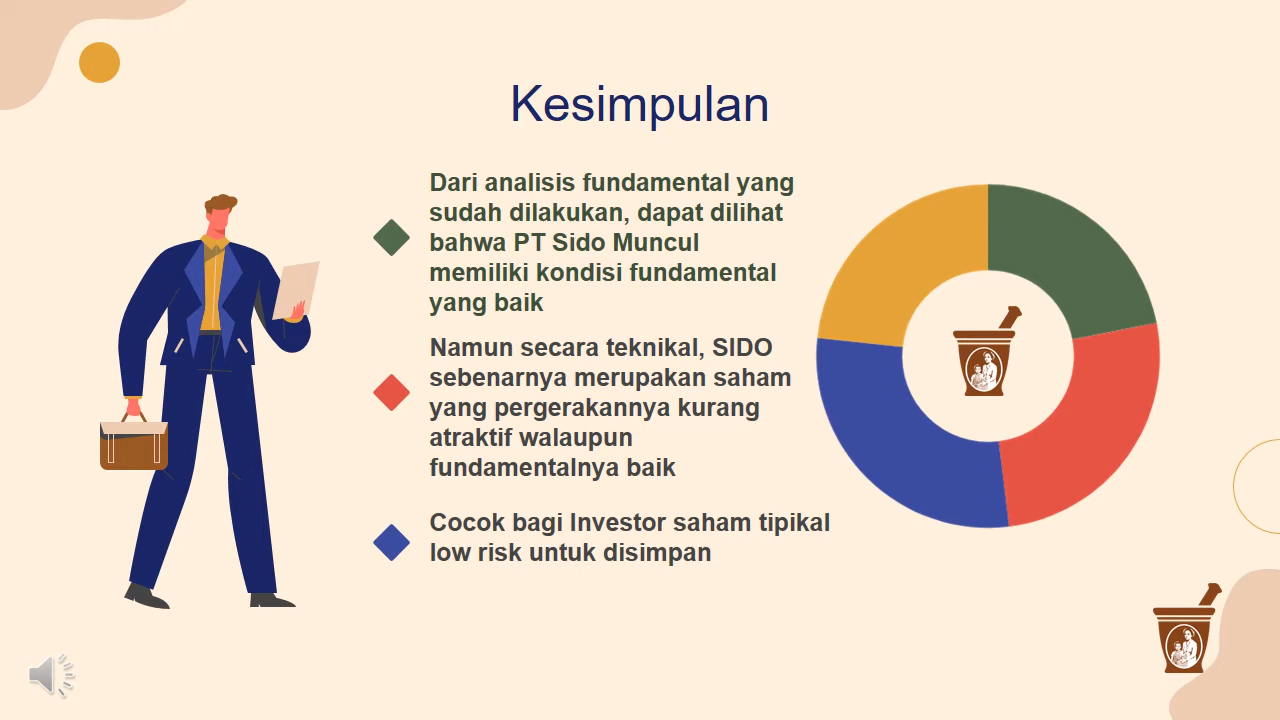 Kesimpulan
Dari analisis fundamental yang
sudah dilakukan, dapat dilihat
bahwa PT Sido Muncul
memiliki kondisi fundamental
yang baik
Namun secara teknikal, SIDO
sebenarnya merupakan saham
yang pergerakannya kurang
atraktif walaupun
fundamentalnya baik
Cocok bagi Investor saham tipikal
low risk untuk disimpan